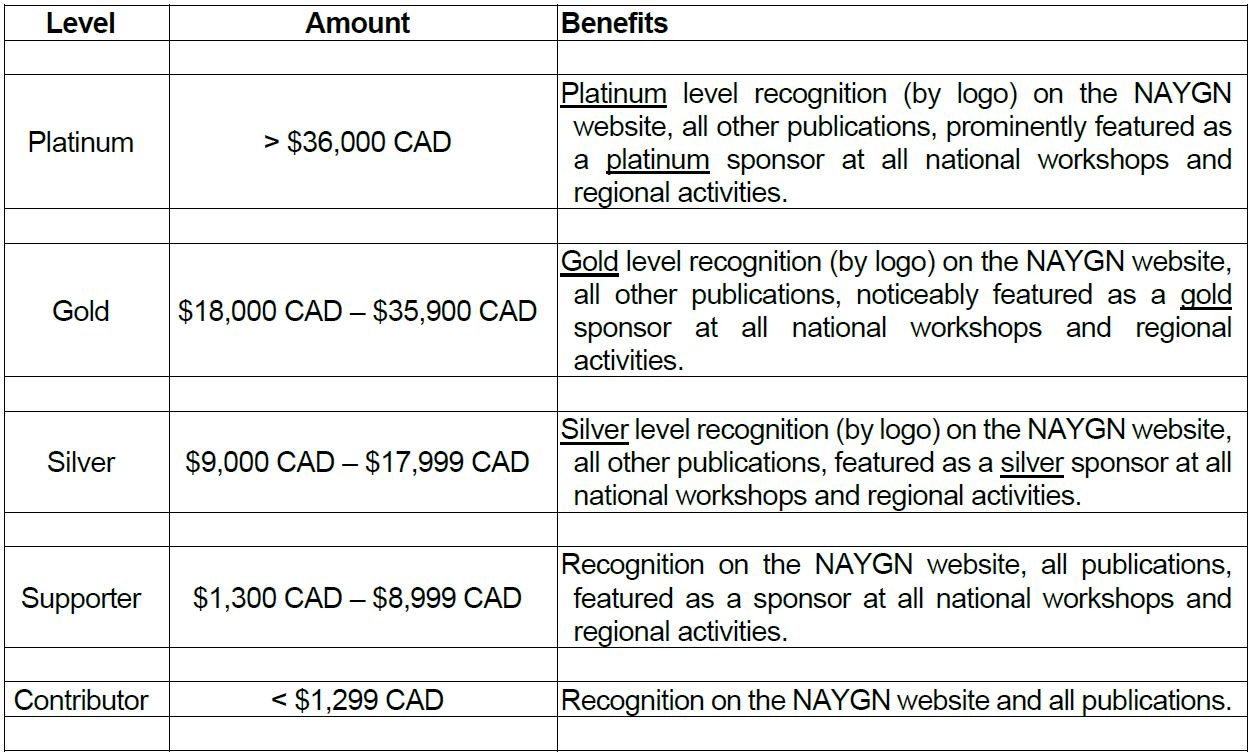 Level Amount Benefits
Platinum > $36,000 CAD Platinum level recognition (by logo) on the NAYGN
website, all other publications, prominently featured as
a platinum sponsor at all national workshops and
regional activities.
Gold $18,000 CAD – $35,900 CAD Gold level recognition (by logo) on the NAYGN website,
all other publications, noticeably featured as a gold
sponsor at all national workshops and regional
activities.
Silver $9,000 CAD – $17,999 CAD Silver level recognition (by logo) on the NAYGN website,
all other publications, featured as a silver sponsor at all
national workshops and regional activities.
Supporter $1,300 CAD – $8,999 CAD Recognition on the NAYGN website, all publications,
featured as a sponsor at all national workshops and
regional activities.
Contributor < $1,299 CAD Recognition on the NAYGN website and all publications.